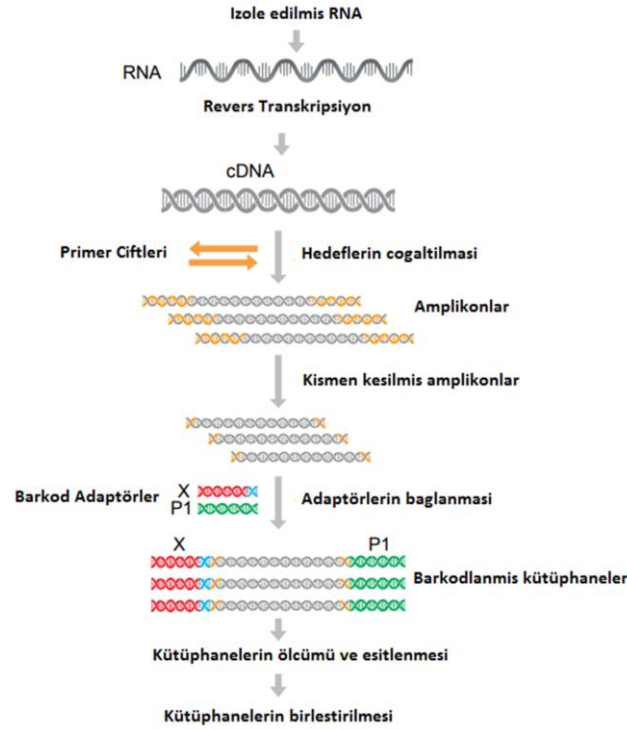 Izole edilmis RNA
RNA
Revers Transkripsiyon
cDNA
Primer Ciftleri
Hedeflerin cogaltilmasi
Amplikonlar
Kismen kesilmis amplikonlar
Barkod Adaptörler
X
P1
Adaptörlerin baglanmasi
X
P1
Barkodlanmis kütüphaneler
Kütüphanelerin ölcümü ve esitlenmesi
Kütüphanelerin birlestirilmesi